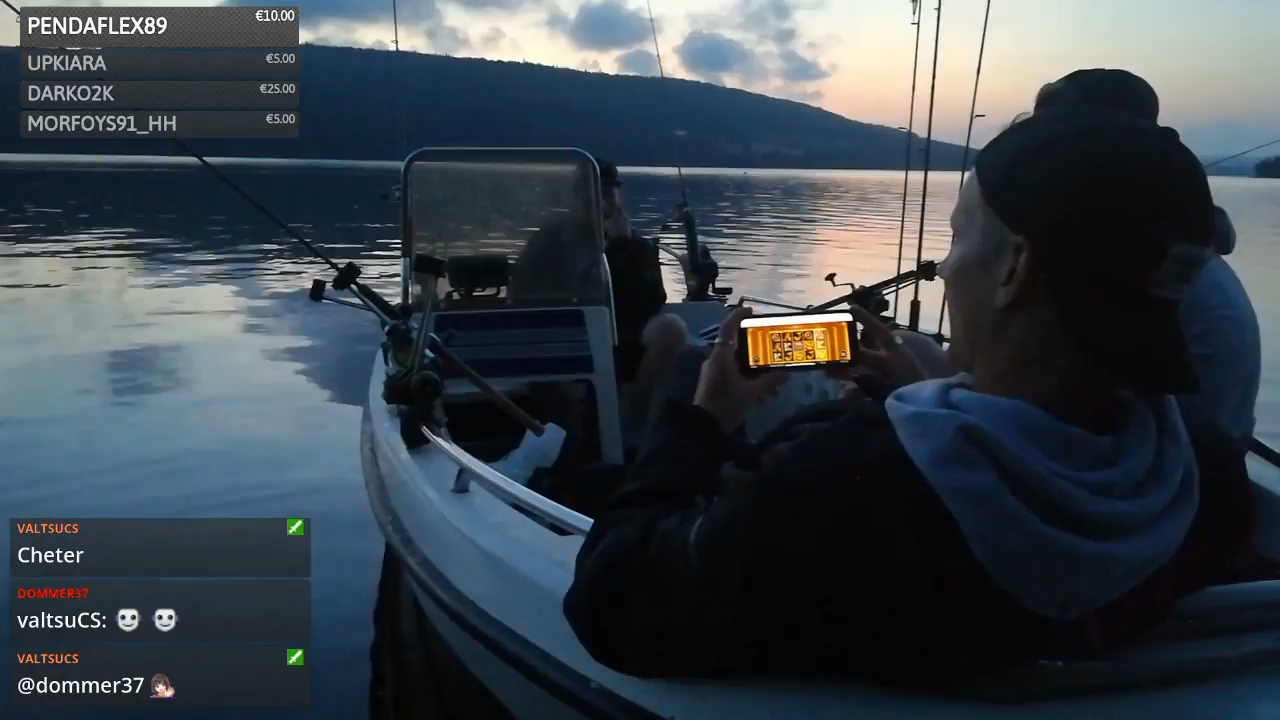 PENDAFLEX89 €10.00
UPKIARA €5.00
DARKO2K €25.00
MORFOYS91_HH €5.00
VALTSUCS
Cheter
DOMMER37
valtsuCS:
VALTSUCS
@dommer37